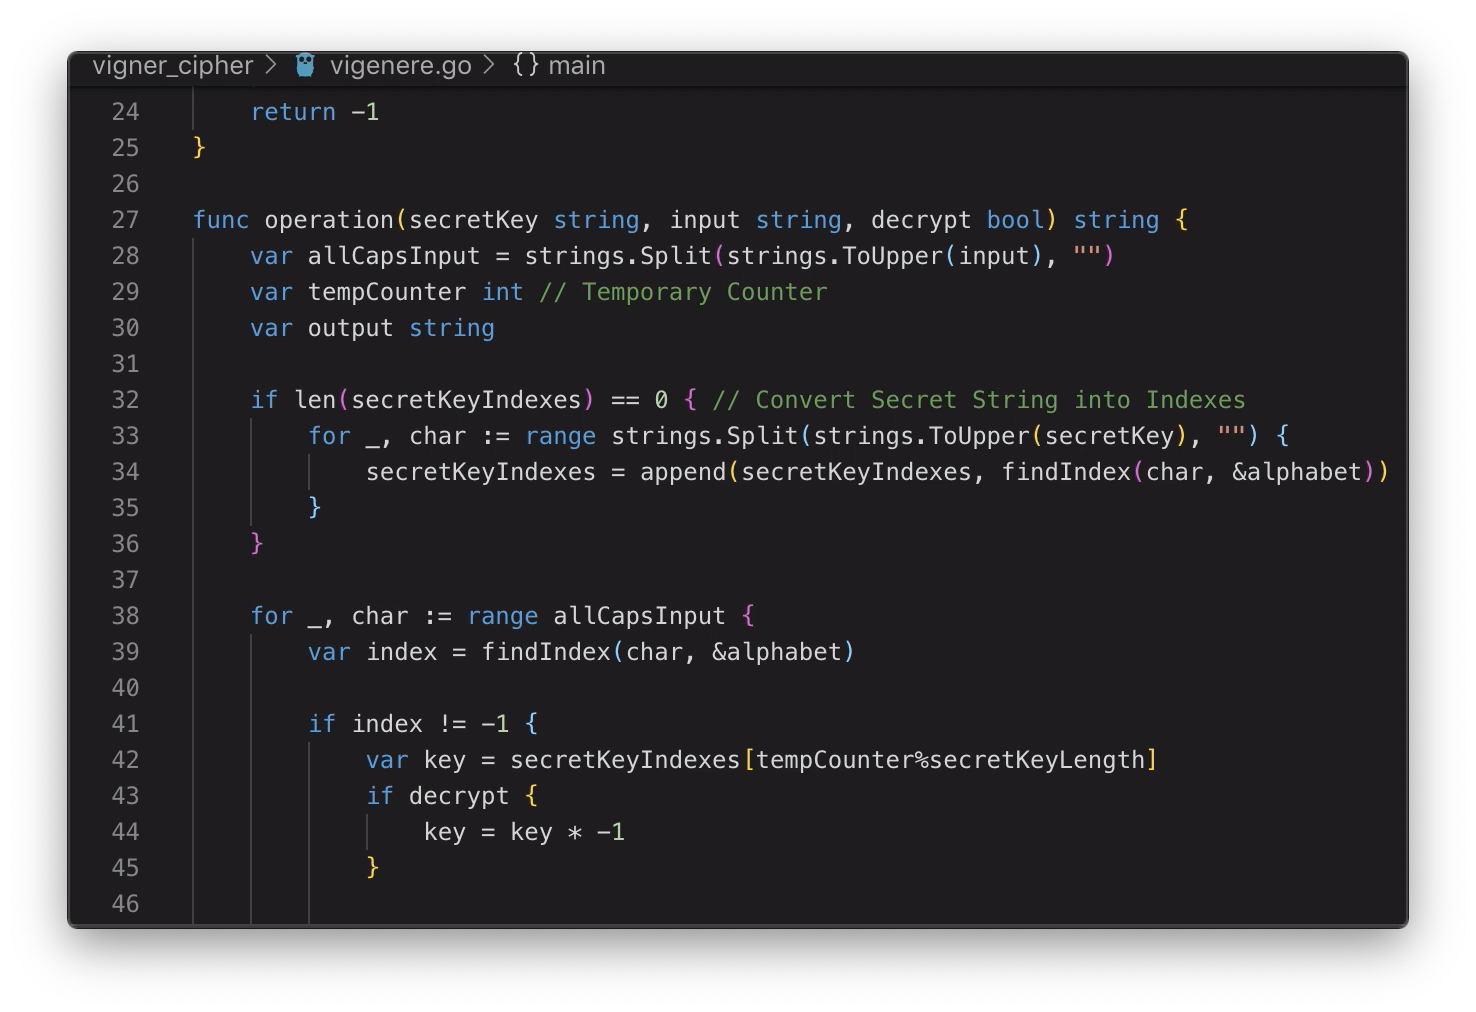 vigner_cipher > vigenere.go > {} main
24 return -1
25 }
26
27 func operation(secretKey string, input string, decrypt bool) string {
28 var allCapsInput = strings.Split(strings.ToUpper(input), "")
29 var tempCounter int // Temporary Counter
30 var output string
31
32 if len(secretKeyIndexes) == 0 { // Convert Secret String into Indexes
33 for _, char := range strings.Split(strings.ToUpper(secretKey), "") {
34 secretKeyIndexes = append(secretKeyIndexes, findIndex(char, &alphabet))
35 }
36 }
37
38 for _, char := range allCapsInput {
39 var index = findIndex(char, &alphabet)
40
41 if index != -1 {
42 var key = secretKeyIndexes[tempCounter%secretKeyLength]
43 if decrypt {
44 key = key * -1
45 }
46